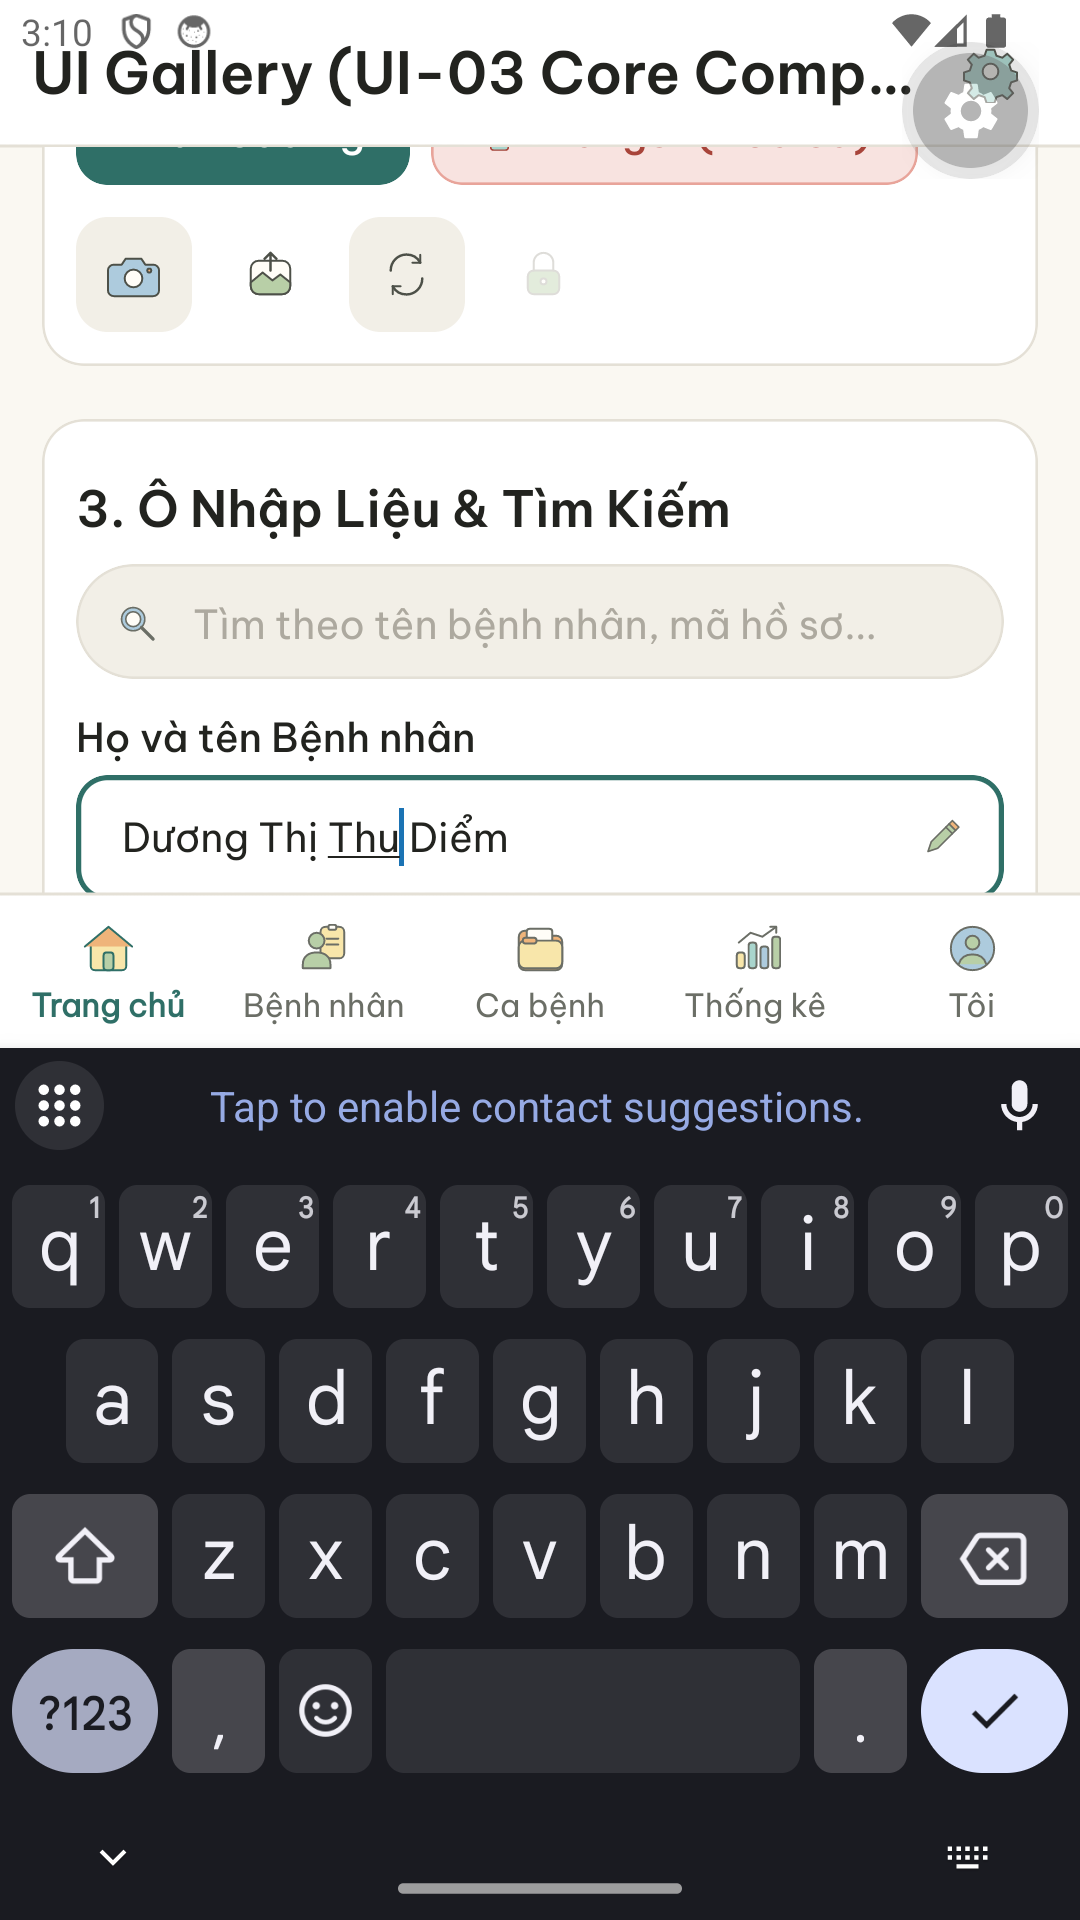 3:10
UI Gallery (UI-03 Core Comp...
3. Ô Nhập Liệu & Tìm Kiếm
Tìm theo tên bệnh nhân, mã hồ sơ...
Họ và tên Bệnh nhân
Dương Thị Thu Diểm
Trang chủ Bệnh nhân Ca bệnh Thống kê Tôi
Tap to enable contact suggestions.
1 2 3 4 5 6 7 8 9 0
q w e r t y u i o p
a s d f g h j k l
z x c v b n m
?123 , .